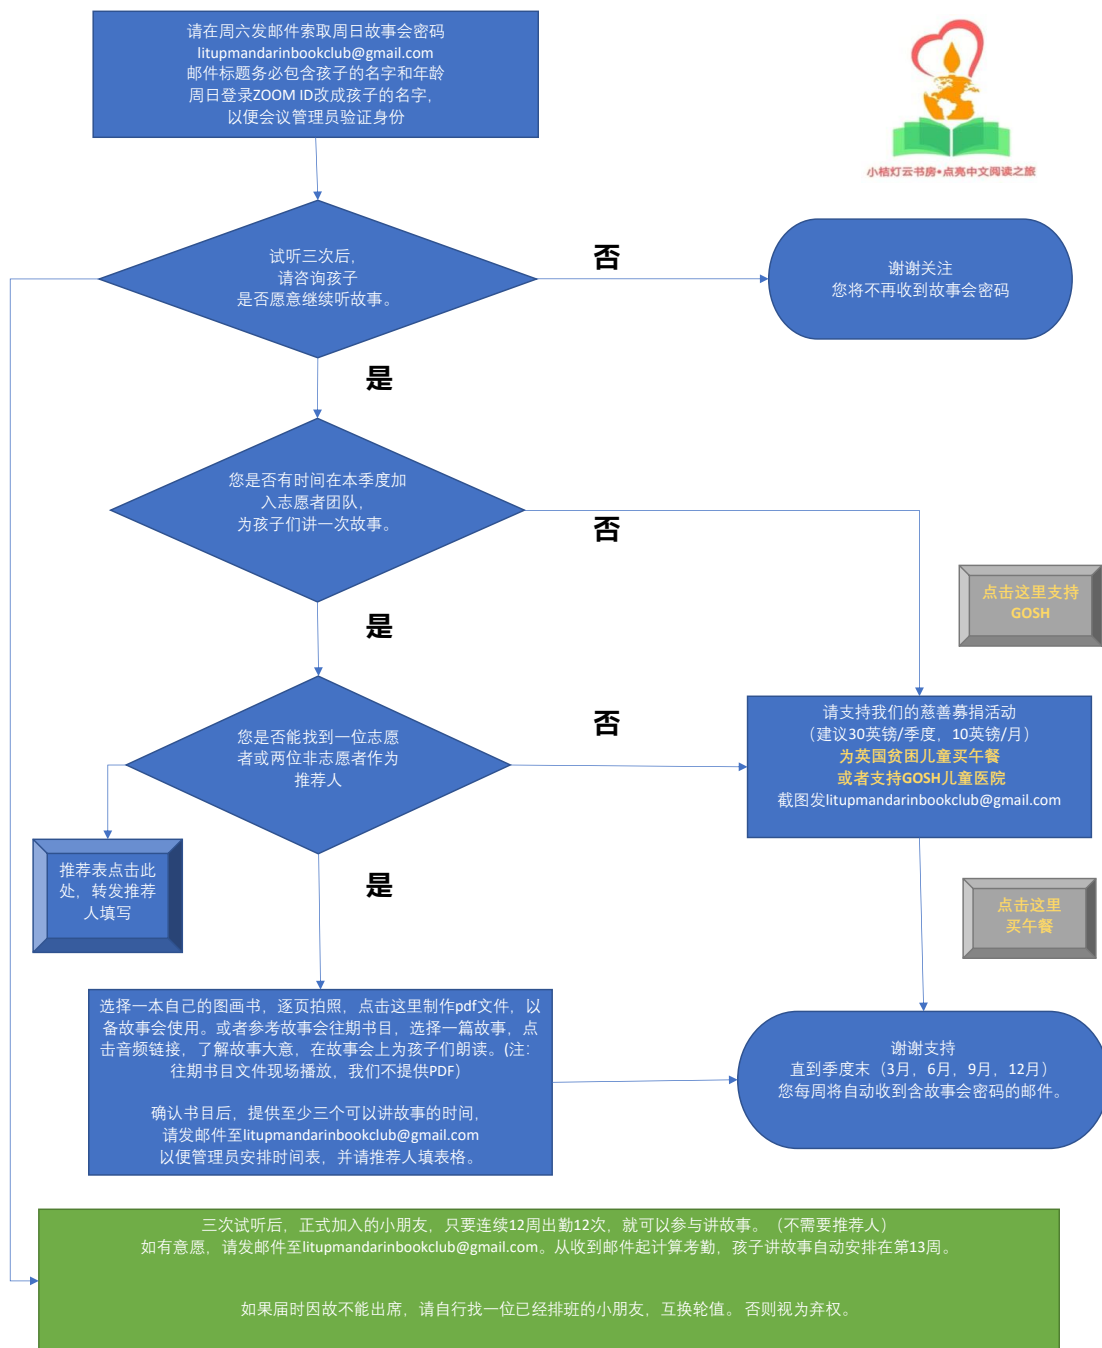 请在周六发邮件索取周日故事会密码
litupmandarinbookclub@gmail.com
邮件标题务必包含孩子的名字和年龄
周日登录ZOOM ID改成孩子的名字，
以便会议管理员验证身份
小桔灯云书房•点亮中文阅读之旅
试听三次后，
请咨询孩子
是否愿意继续听故事。
否
谢谢关注
您将不再收到故事会密码
是
您是否有时间在本季度加
入志愿者团队，
为孩子们讲一次故事。
否
点击这里支持
GOSH
是
您是否能找到一位志愿
者或两位非志愿者作为
推荐人
否
请支持我们的慈善募捐活动
（建议30英镑/季度，10英镑/月）
为英国贫困儿童买午餐
或者支持GOSH儿童医院
截图发litupmandarinbookclub@gmail.com
推荐表点击此
处，转发推荐
人填写
是
点击这里
买午餐
选择一本自己的图画书，逐页拍照，点击这里制作pdf文件，以
备故事会使用。或者参考故事会往期书目，选择一篇故事，点
击音频链接，了解故事大意，在故事会上为孩子们朗读。(注：
往期书目文件现场播放，我们不提供PDF）
确认书目后，提供至少三个可以讲故事的时间，
请发邮件至litupmandarinbookclub@gmail.com
以便管理员安排时间表，并请推荐人填表格。
谢谢支持
直到季度末（3月，6月，9月，12月）
您每周将自动收到含故事会密码的邮件。
三次试听后，正式加入的小朋友，只要连续12周出勤12次，就可以参与讲故事。（不需要推荐人）
如有意愿，请发邮件至litupmandarinbookclub@gmail.com。从收到邮件起计算考勤，孩子讲故事自动安排在第13周。
如果届时因故不能出席，请自行找一位已经排班的小朋友，互换轮值。 否则视为弃权。